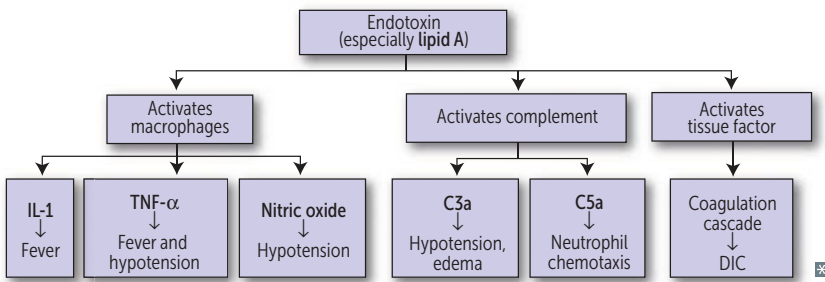 Endotoxin
(especially lipid A)
Activates
macrophages
Activates complement
Activates
tissue factor
IL-1
↓
Fever
TNF-α
↓
Fever and
hypotension
Nitric oxide
↓
Hypotension
C3a
↓
Hypotension,
edema
C5a
↓
Neutrophil
chemotaxis
Coagulation
cascade
↓
DIC